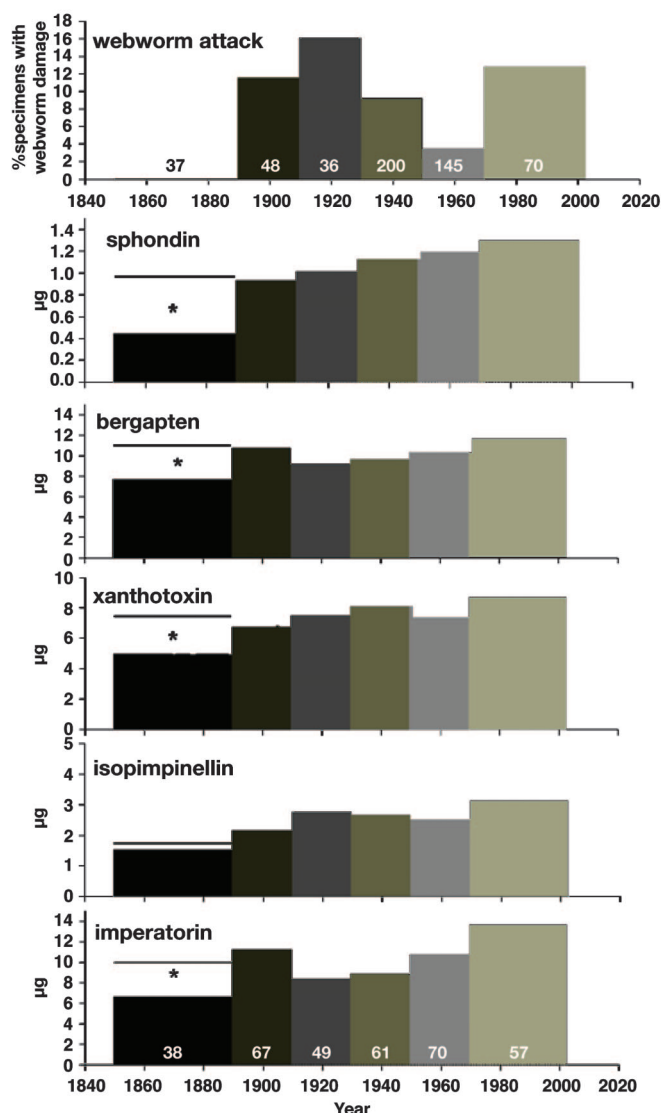 %specimens with
webworm damage
webworm attack
18
16
14
12
10
8
6
4
2
0
37 48 36 200 145 70
1840 1860 1880 1900 1920 1940 1960 1980 2000 2020
sphondin
µg
1.4
1.2
1.0
0.8
0.6
0.4
0.2
0.0
*
bergapten
µg
14
12
10
8
6
4
2
0
*
xanthotoxin
µg
10
8
6
4
2
0
*
isopimpinellin
µg
5
4
3
2
1
0
imperatorin
µg
14
12
10
8
6
4
2
0
*
38 67 49 61 70 57
1840 1860 1880 1900 1920 1940 1960 1980 2000 2020
Year